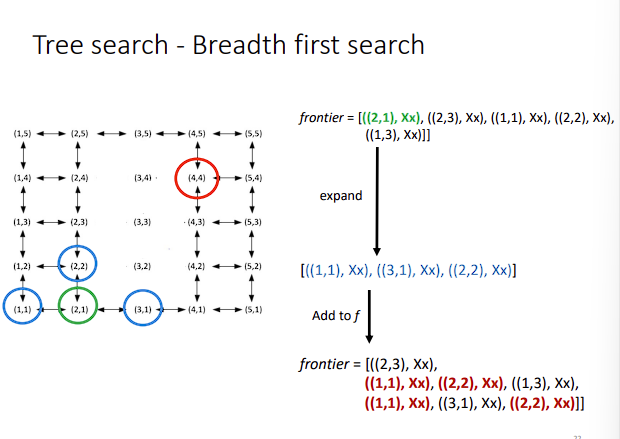 Tree search - Breadth first search
frontier = [((2,1), Xx), ((2,3), Xx), ((1,1), Xx), ((2,2), Xx),
((1,3), Xx)]]
(1,5) (2,5) (3,5) (4,5) (5,5)
(1,4) (2,4) (3,4) (4,4) (5,4)
expand
(1,3) (2,3) (3,3) (4,3) (5,3)
(1,2) (2,2) (3,2) (4,2) (5,2)
[((1,1), Xx), ((3,1), Xx), ((2,2), Xx)]
(1,1) (2,1) (3,1) (4,1) (5,1)
Add to f
frontier = [((2,3), Xx),
((1,1), Xx), ((2,2), Xx), ((1,3), Xx),
((1,1), Xx), ((3,1), Xx), ((2,2), Xx)]]